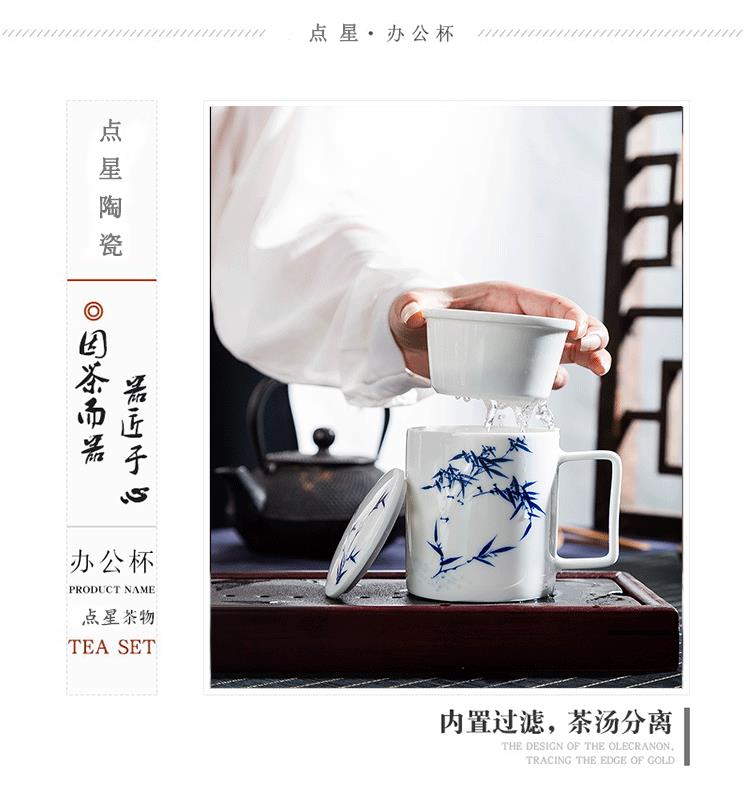 点星·办公杯
点星陶瓷
因茶而器
器匠于心
办公杯
PRODUCT NAME
点星茶物
TEA SET
内置过滤，茶汤分离
THE DESIGN OF THE OLECRANON,
TRACING THE EDGE OF GOLD